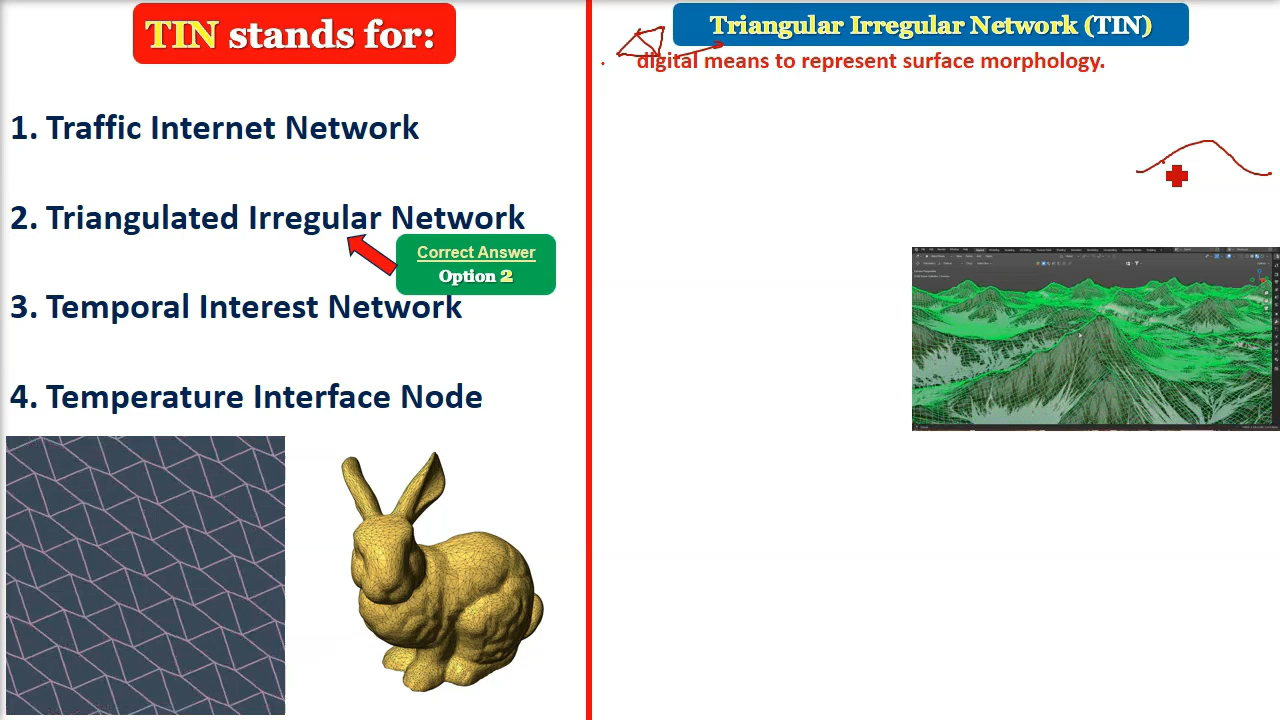 TIN stands for:
1. Traffic Internet Network
2. Triangulated Irregular Network
Correct Answer
Option 2
3. Temporal Interest Network
4. Temperature Interface Node
Triangular Irregular Network (TIN)
digital means to represent surface morphology.